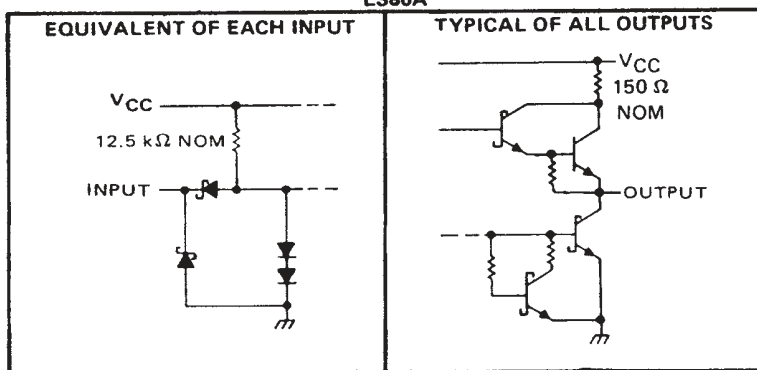 EQUIVALENT OF EACH INPUT
VCC
12.5 kΩ NOM
INPUT
TYPICAL OF ALL OUTPUTS
VCC
150 Ω
NOM
OUTPUT